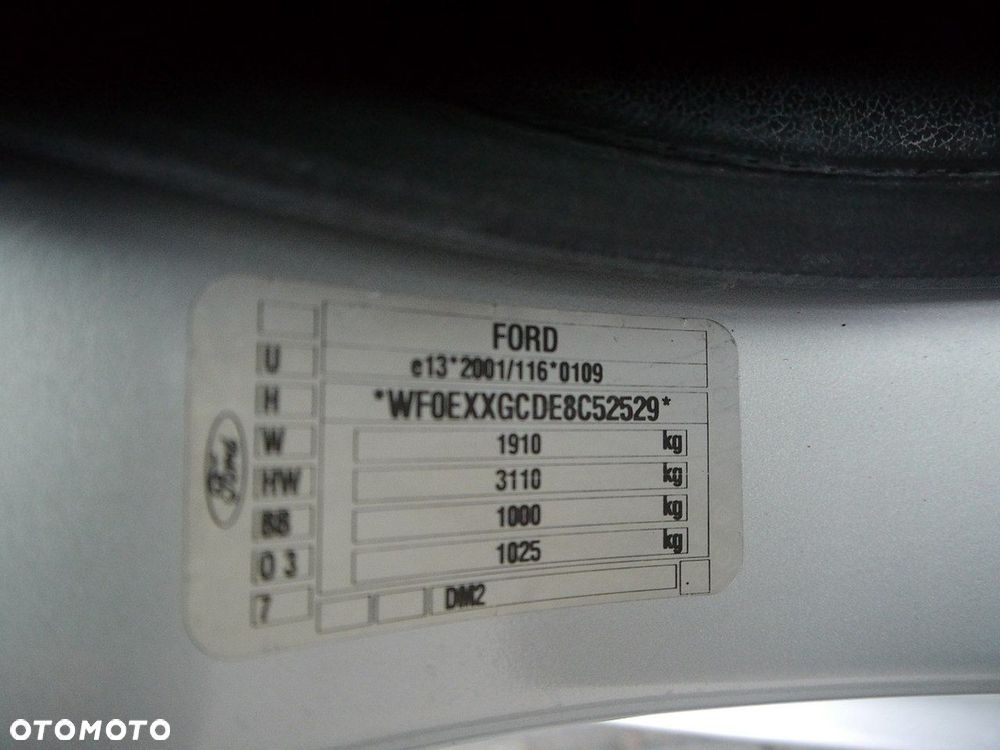 FORD
U e13*2001/116*0109
H *WF0EXXGCDE8C52529*
W 1910 kg
HW 3110 kg
BB 1000 kg
0 3 1025 kg
7 DM2
Ford
OTOMOTO